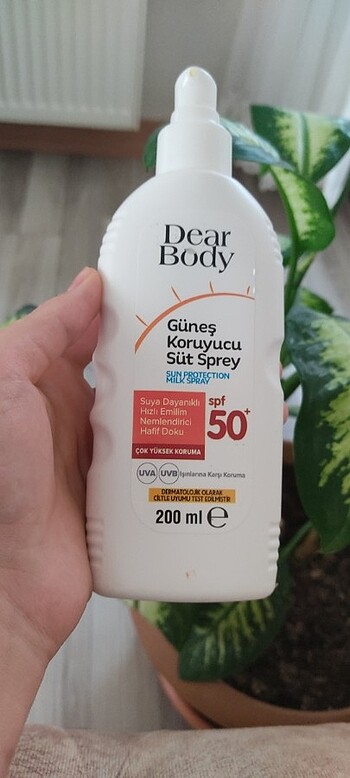 Dear
Body
Güneş
Koruyucu
Süt Sprey
SUN PROTECTION
MILK SPRAY
Suya Dayanıklı
Hızlı Emilim
Nemlendirici
Hafif Doku
spf
50+
ÇOK YÜKSEK KORUMA
UVA UVB Işınlarına Karşı Koruma
DERMATOLOJİK OLARAK
CİLTLE UYUMU TEST EDİLMİŞTİR
200 ml ℮